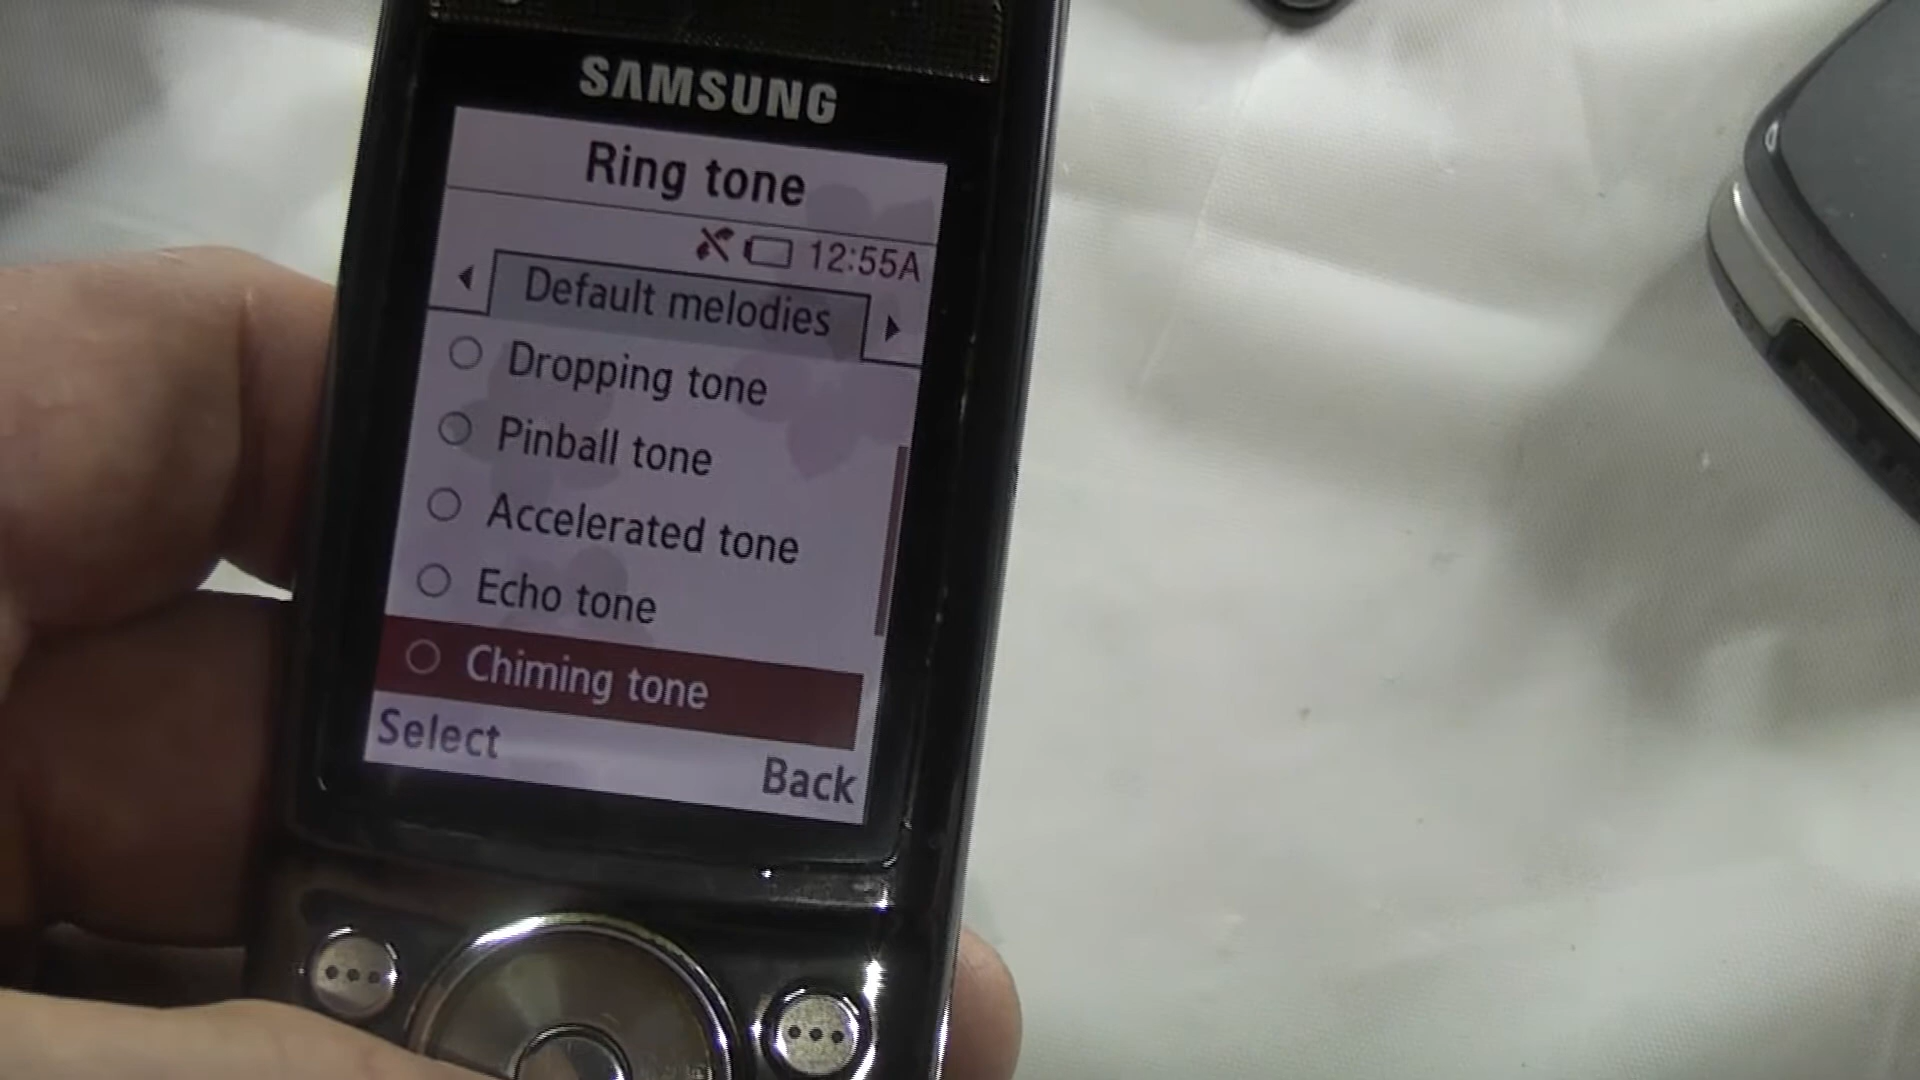 SAMSUNG
Ring tone
12:55A
Default melodies
Dropping tone
Pinball tone
Accelerated tone
Echo tone
Chiming tone
Select
Back